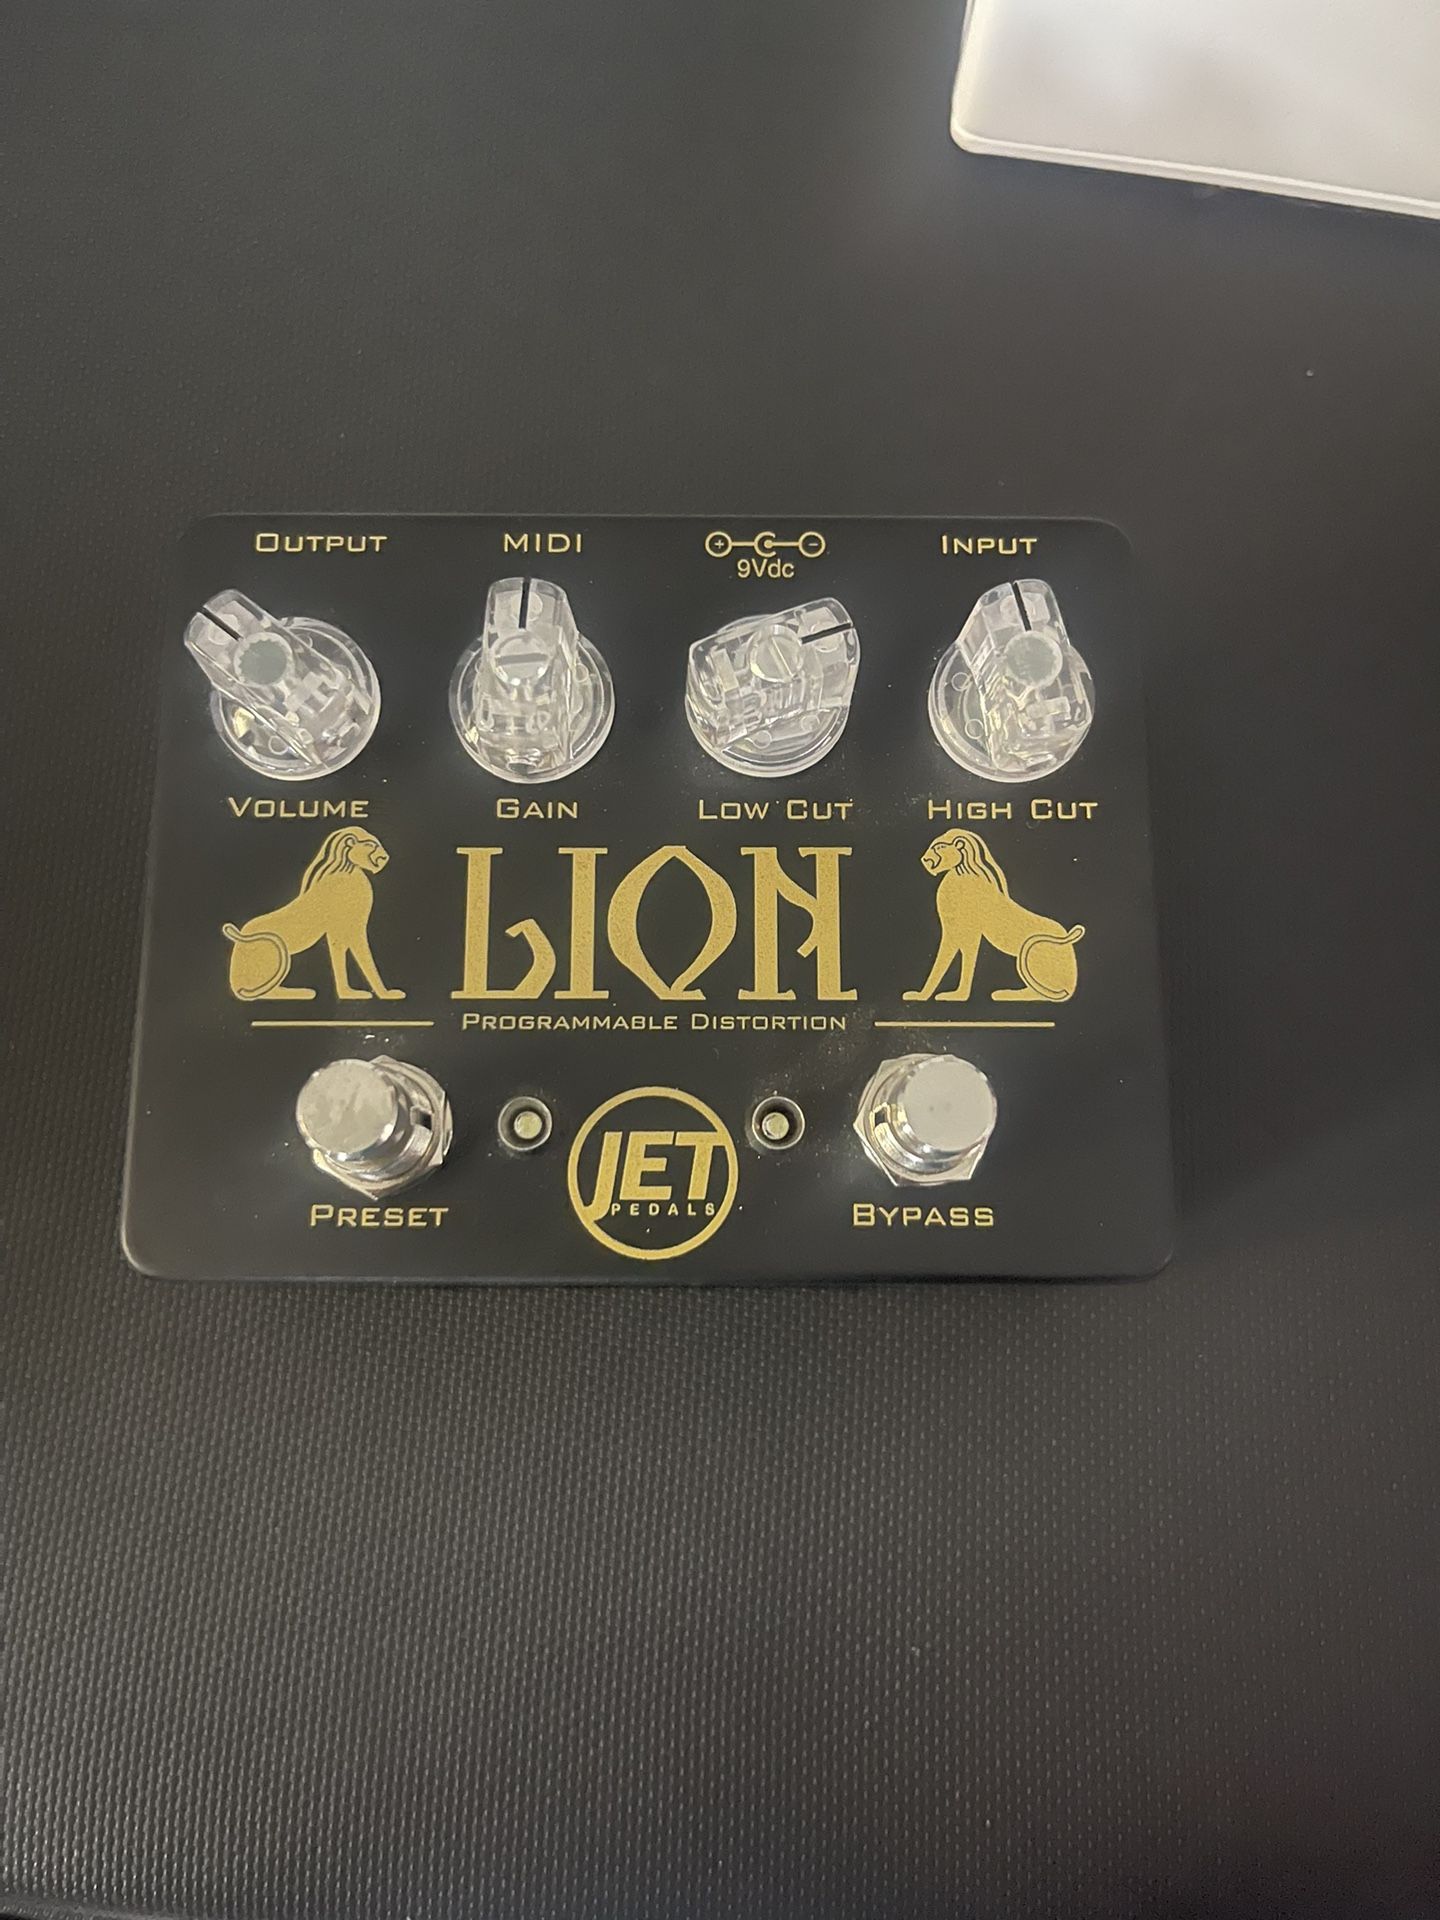 OUTPUT MIDI + - INPUT
9Vdc
VOLUME GAIN LOW CUT HIGH CUT
LION
PROGRAMMABLE DISTORTION
JET
PEDALS
PRESET BYPASS